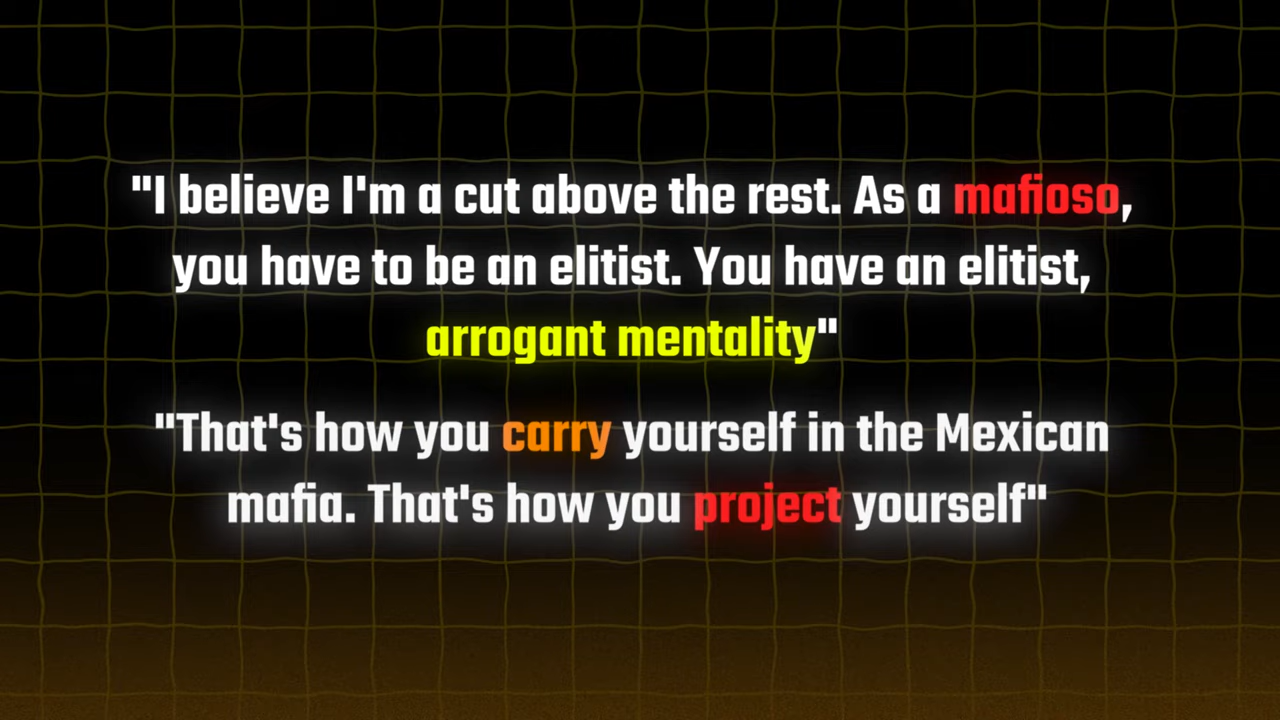 "I believe I'm a cut above the rest. As a mafioso,
you have to be an elitist. You have an elitist,
arrogant mentality"
"That's how you carry yourself in the Mexican
mafia. That's how you project yourself"